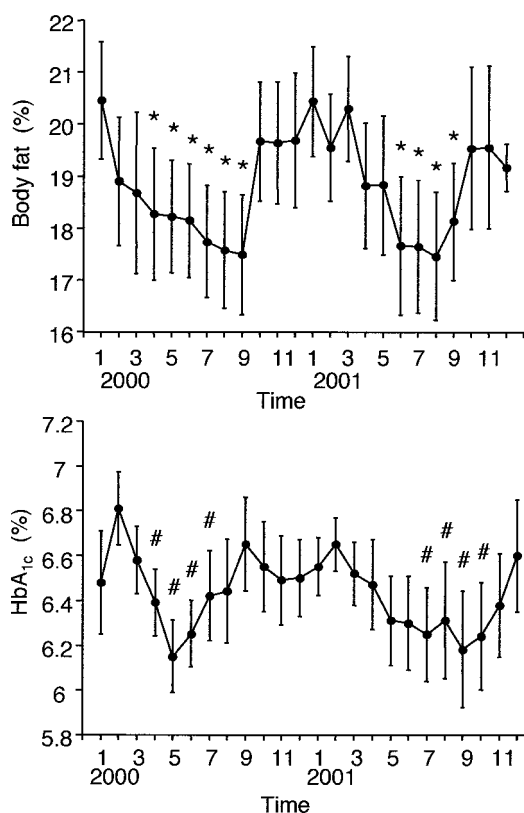 22
21
20
19
18
17
16
Body fat (%)
* * * * * * * * * *
1 3 5 7 9 11 1 3 5 7 9 11
2000 2001
Time
7.2
7
6.8
6.6
6.4
6.2
6
5.8
HbA1c (%)
# # # # # # # #
1 3 5 7 9 11 1 3 5 7 9 11
2000 2001
Time